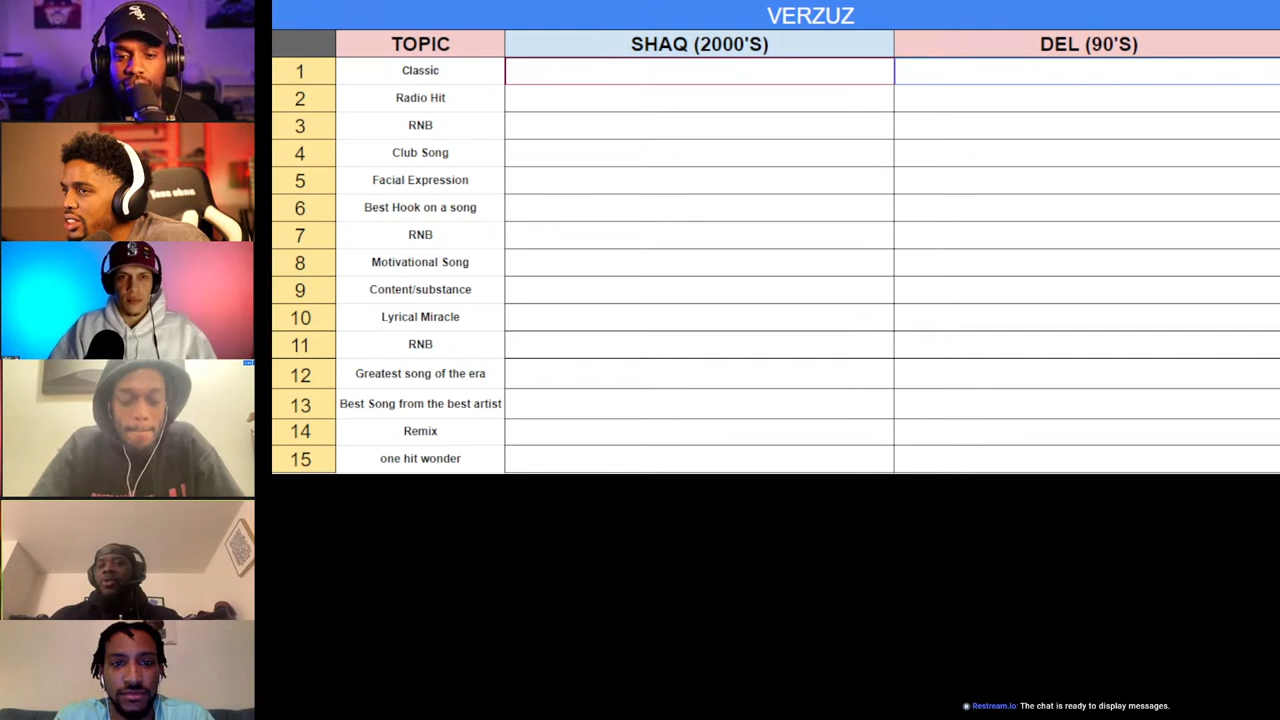 VERZUZ
TOPIC SHAQ (2000'S) DEL (90'S)
1 Classic
2 Radio Hit
3 RNB
4 Club Song
5 Facial Expression
6 Best Hook on a song
7 RNB
8 Motivational Song
9 Content/substance
10 Lyrical Miracle
11 RNB
12 Greatest song of the era
13 Best Song from the best artist
14 Remix
15 one hit wonder
Restream.io: The chat is ready to display messages.